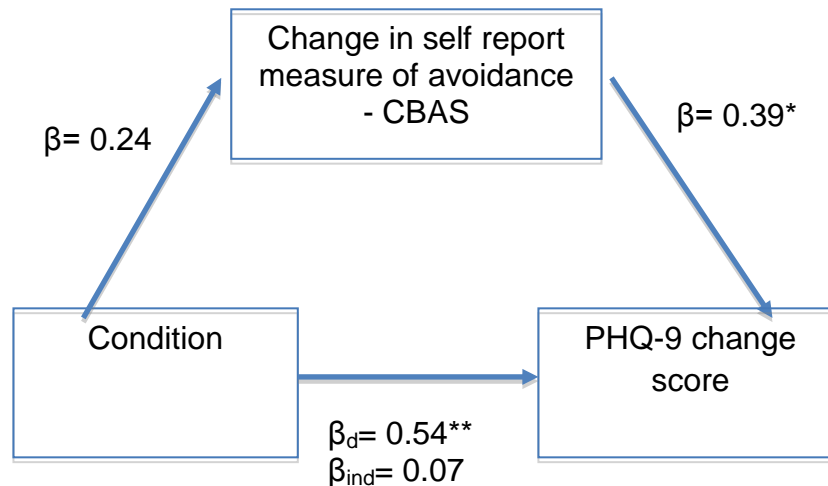 Change in self report
measure of avoidance
- CBAS
β= 0.24
β= 0.39*
Condition
PHQ-9 change
score
βd= 0.54**
βind= 0.07